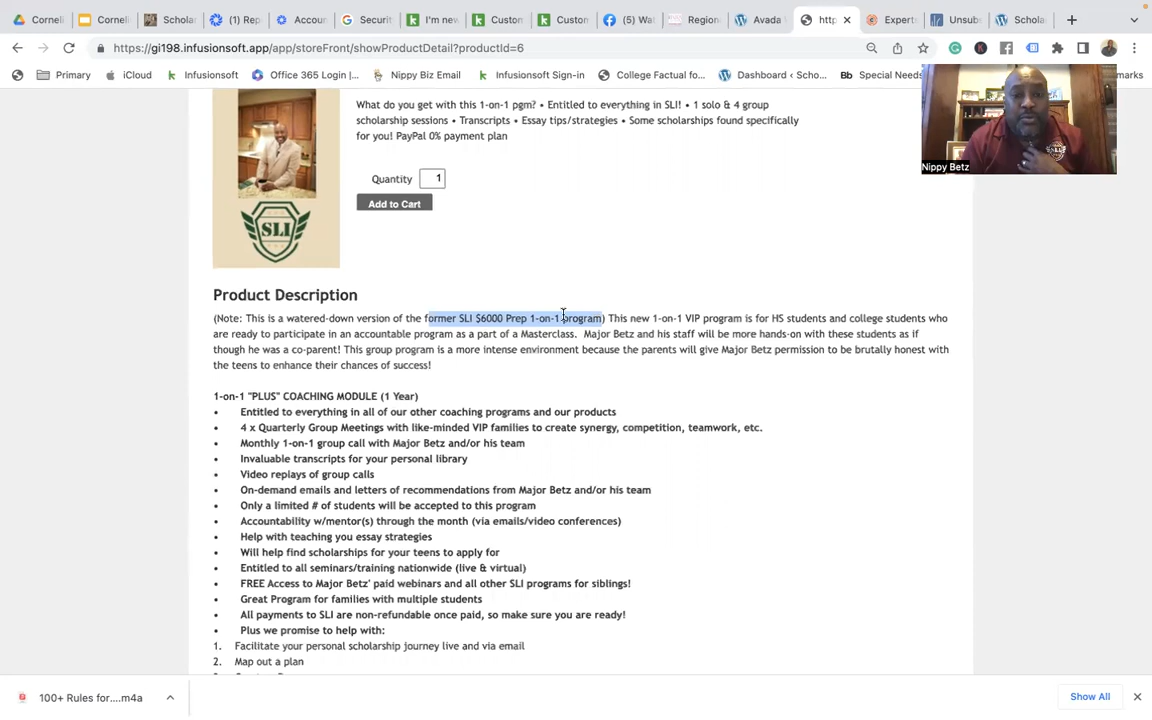 Corneli
Corneli
Scholar
(1) Rep
Accoun
Securit
I'm new
Custom
Custom
(5) Wat
Region
Avada
http
Experts
Unsubs
Schola
https://gi198.infusionsoft.app/app/storeFront/showProductDetail?productId=6
Primary
iCloud
Infusionsoft
Office 365 Login |...
Nippy Biz Email
Infusionsoft Sign-in
College Factual fo...
Dashboard ‹ Scho...
Bb Special Needs
marks
What do you get with this 1-on-1 pgm? • Entitled to everything in SLI! • 1 solo & 4 group
scholarship sessions • Transcripts • Essay tips/strategies • Some scholarships found specifically
for you! PayPal 0% payment plan
Nippy Betz
Quantity 1
Add to Cart
SLI
Product Description
(Note: This is a watered-down version of the former SLI $6000 Prep 1-on-1 program) This new 1-on-1 VIP program is for HS students and college students who
are ready to participate in an accountable program as a part of a Masterclass. Major Betz and his staff will be more hands-on with these students as if
though he was a co-parent! This group program is a more intense environment because the parents will give Major Betz permission to be brutally honest with
the teens to enhance their chances of success!
1-on-1 "PLUS" COACHING MODULE (1 Year)
• Entitled to everything in all of our other coaching programs and our products
• 4 x Quarterly Group Meetings with like-minded VIP families to create synergy, competition, teamwork, etc.
• Monthly 1-on-1 group call with Major Betz and/or his team
• Invaluable transcripts for your personal library
• Video replays of group calls
• On-demand emails and letters of recommendations from Major Betz and/or his team
• Only a limited # of students will be accepted to this program
• Accountability w/mentor(s) through the month (via emails/video conferences)
• Help with teaching you essay strategies
• Will help find scholarships for your teens to apply for
• Entitled to all seminars/training nationwide (live & virtual)
• FREE Access to Major Betz' paid webinars and all other SLI programs for siblings!
• Great Program for families with multiple students
• All payments to SLI are non-refundable once paid, so make sure you are ready!
• Plus we promise to help with:
1. Facilitate your personal scholarship journey live and via email
2. Map out a plan
100+ Rules for....m4a
Show All